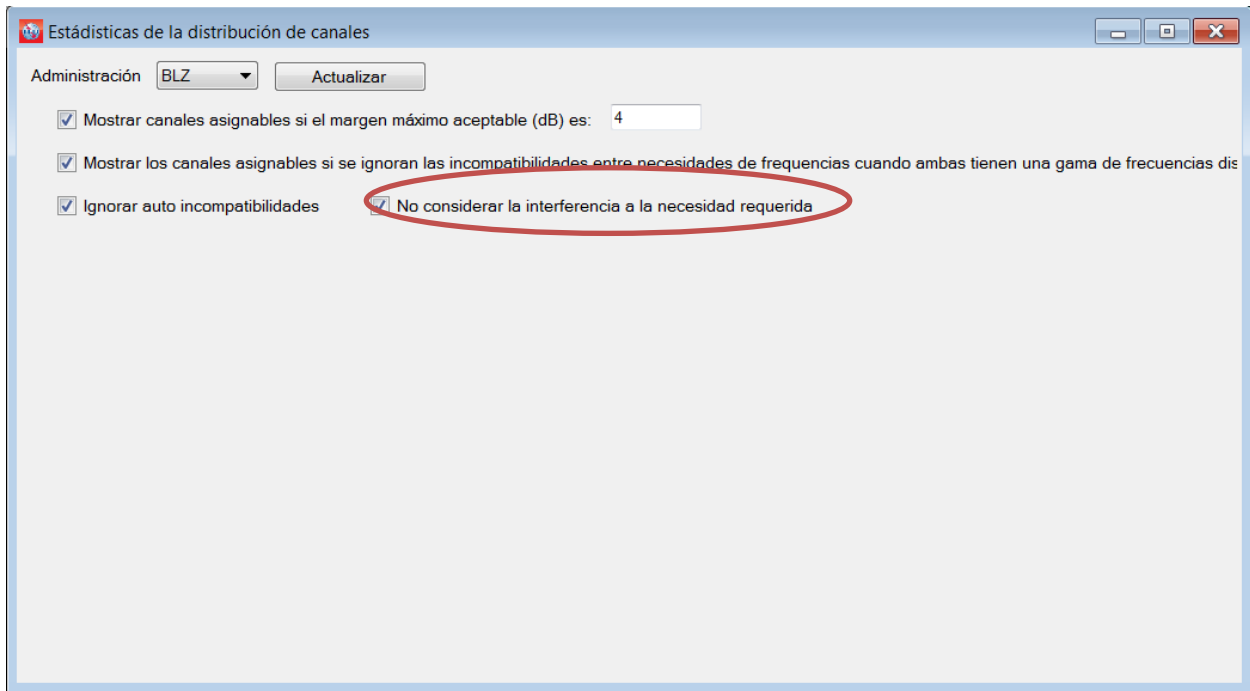 Estádisticas de la distribución de canales
Administración BLZ Actualizar
Mostrar canales asignables si el margen máximo aceptable (dB) es: 4
Mostrar los canales asignables si se ignoran las incompatibilidades entre necesidades de frequencias cuando ambas tienen una gama de frecuencias dis
Ignorar auto incompatibilidades No considerar la interferencia a la necesidad requerida